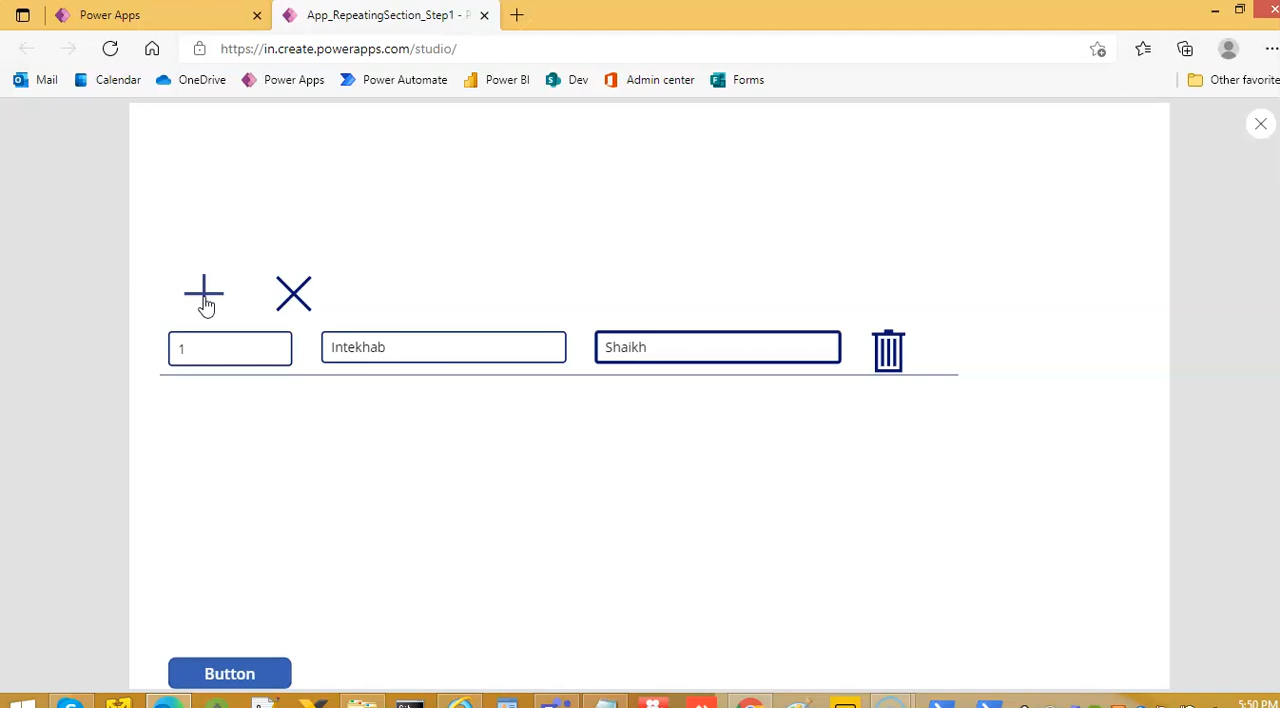 Power Apps
App_RepeatingSection_Step1 - P
https://in.create.powerapps.com/studio/
Mail Calendar OneDrive Power Apps Power Automate Power BI Dev Admin center Forms Other favorite
1 Intekhab Shaikh
Button
5:50 PM